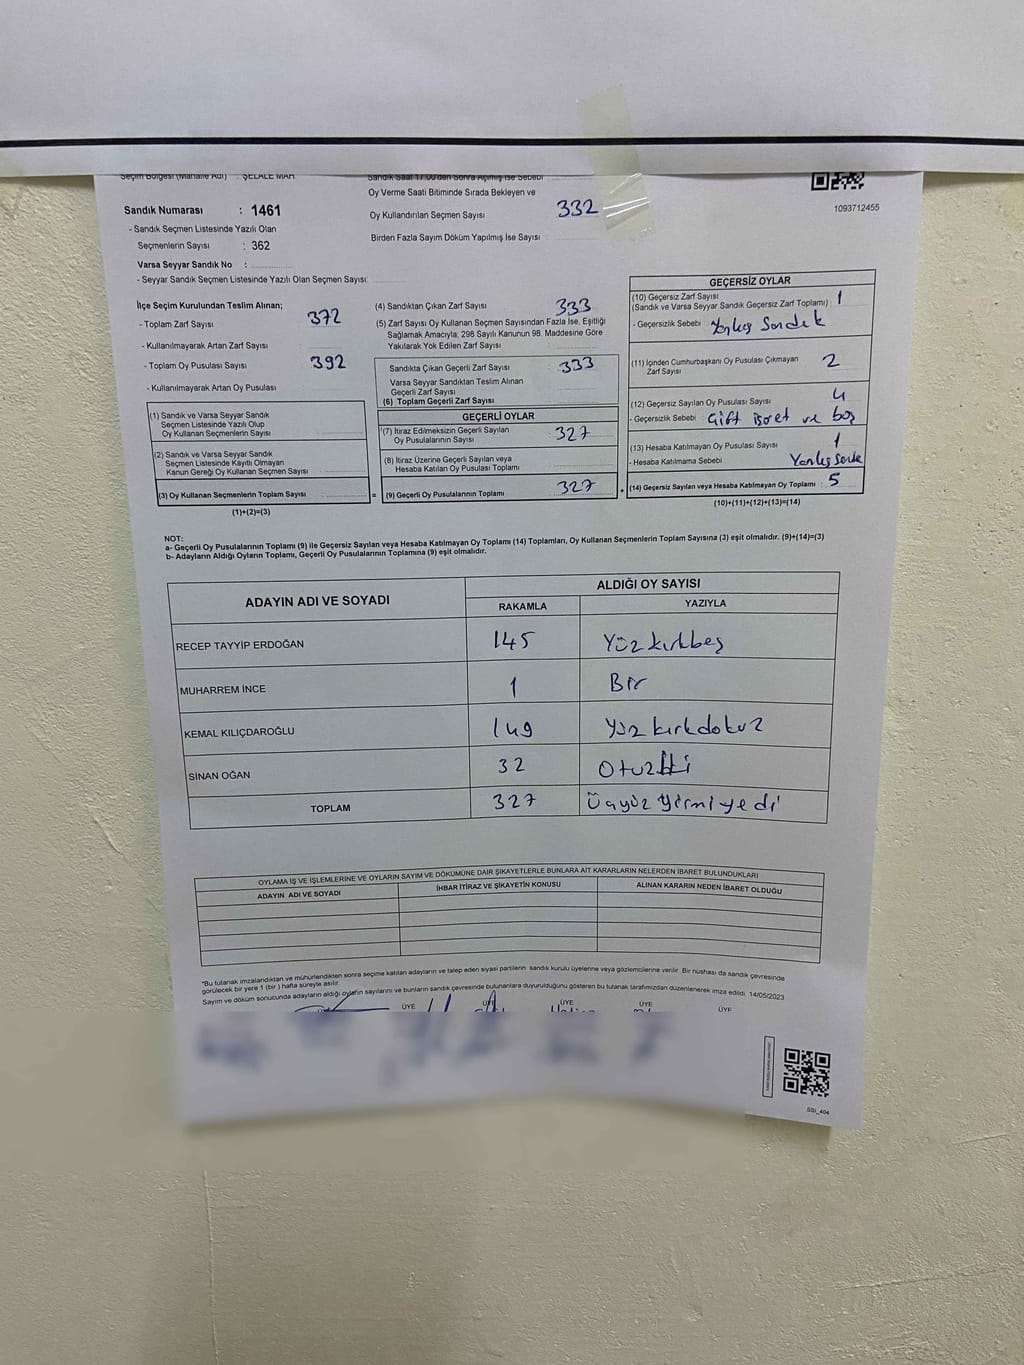 Seçim Bölgesi (Mahalle Adı) : ŞELALE MAH.
Sandık Numarası : 1461
- Sandık Seçmen Listesinde Yazılı Olan
Seçmenlerin Sayısı : 362
Varsa Seyyar Sandık No :
- Seyyar Sandık Seçmen Listesinde Yazılı Olan Seçmen Sayısı:
Sandık Saat 17.00'den Sonra Açılmış İse Sebebi
Oy Verme Saati Bitiminde Sırada Bekleyen ve
Oy Kullandırılan Seçmen Sayısı 332
Birden Fazla Sayım Döküm Yapılmış İse Sayısı :
1093712455
İlçe Seçim Kurulundan Teslim Alınan;
- Toplam Zarf Sayısı : 372
- Kullanılmayarak Artan Zarf Sayısı :
- Toplam Oy Pusulası Sayısı : 392
- Kullanılmayarak Artan Oy Pusulası
(1) Sandık ve Varsa Seyyar Sandık
Seçmen Listesinde Yazılı Olup
Oy Kullanan Seçmenlerin Sayısı
(2) Sandık ve Varsa Seyyar Sandık
Seçmen Listesinde Kayıtlı Olmayan
Kanun Gereği Oy Kullanan Seçmen Sayısı
(3) Oy Kullanan Seçmenlerin Toplam Sayısı =
(1)+(2)=(3)
(4) Sandıktan Çıkan Zarf Sayısı : 333
(5) Zarf Sayısı Oy Kullanan Seçmen Sayısından Fazla İse, Eşitliği
Sağlamak Amacıyla; 298 Sayılı Kanunun 98. Maddesine Göre
Yakılarak Yok Edilen Zarf Sayısı :
Sandıkta Çıkan Geçerli Zarf Sayısı : 333
Varsa Seyyar Sandıktan Teslim Alınan
Geçerli Zarf Sayısı :
(6) Toplam Geçerli Zarf Sayısı :
GEÇERLİ OYLAR
(7) İtiraz Edilmeksizin Geçerli Sayılan
Oy Pusulalarının Sayısı : 327
(8) İtiraz Üzerine Geçerli Sayılan veya
Hesaba Katılan Oy Pusulası Toplamı
(9) Geçerli Oy Pusulalarının Toplamı 327 +
GEÇERSİZ OYLAR
(10) Geçersiz Zarf Sayısı
(Sandık ve Varsa Seyyar Sandık Geçersiz Zarf Toplamı) : 1
- Geçersizlik Sebebi : Yanlış Sandık
(11) İçinden Cumhurbaşkanı Oy Pusulası Çıkmayan
Zarf Sayısı 2
(12) Geçersiz Sayılan Oy Pusulası Sayısı 4
- Geçersizlik Sebebi : Çift işaret ve boş
(13) Hesaba Katılmayan Oy Pusulası Sayısı 1
- Hesaba Katılmama Sebebi Yanlış Sandık
(14) Geçersiz Sayılan veya Hesaba Katılmayan Oy Toplamı : 5
(10)+(11)+(12)+(13)=(14)
NOT:
a- Geçerli Oy Pusulalarının Toplamı (9) ile Geçersiz Sayılan veya Hesaba Katılmayan Oy Toplamı (14) Toplamları, Oy Kullanan Seçmenlerin Toplam Sayısına (3) eşit olmalıdır. (9)+(14)=(3)
b- Adayların Aldığı Oyların Toplamı, Geçerli Oy Pusulalarının Toplamına (9) eşit olmalıdır.
ADAYIN ADI VE SOYADI ALDIĞI OY SAYISI
RAKAMLA YAZIYLA
RECEP TAYYİP ERDOĞAN 145 Yüz kırkbeş
MUHARREM İNCE 1 Bir
KEMAL KILIÇDAROĞLU 149 Yüz kırkdokuz
SİNAN OĞAN 32 Otuziki
TOPLAM 327 Üçyüz yirmiyedi
OYLAMA İŞ VE İŞLEMLERİNE VE OYLARIN SAYIM VE DÖKÜMÜNE DAİR ŞİKAYETLERLE BUNLARA AİT KARARLARIN NELERDEN İBARET BULUNDUKLARI
ADAYIN ADI VE SOYADI İHBAR İTİRAZ VE ŞİKAYETİN KONUSU ALINAN KARARIN NEDEN İBARET OLDUĞU
"Bu tutanak imzalandıktan ve mühürlendikten sonra seçime katılan adayların ve talep eden siyasi partilerin sandık kurulu üyelerine veya gözlemcilerine verilir. Bir nüshası da sandık çevresinde
görülecek bir yere 1 (bir) hafta süreyle asılır.
Sayım ve döküm sonucunda adayların aldığı oyların sayılarını ve bunların sandık çevresinde bulunanlara duyurulduğunu gösteren bu tutanak tarafımızdan düzenlenerek imza edildi. 14/05/2023
ÜYE ÜYE ÜYE ÜYE ÜYE
SSI_404